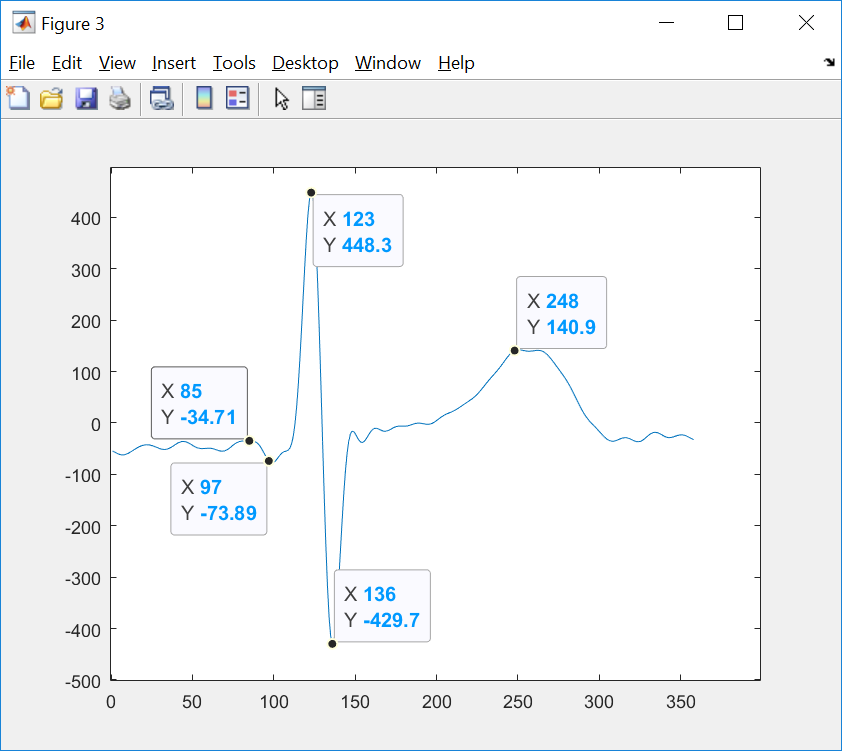 Figure 3
File Edit View Insert Tools Desktop Window Help
400
300
200
100
0
-100
-200
-300
-400
-500
X 123
Y 448.3
X 248
Y 140.9
X 85
Y -34.71
X 97
Y -73.89
X 136
Y -429.7
0 50 100 150 200 250 300 350